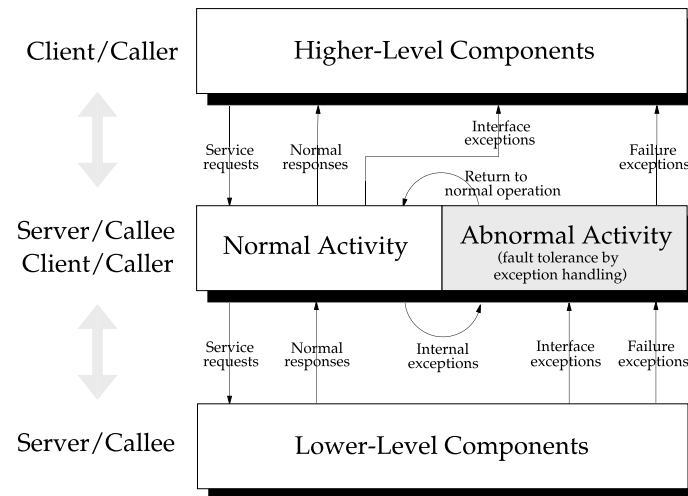 Client/Caller
Higher-Level Components
Service
requests
Normal
responses
Interface
exceptions
Failure
exceptions
Return to
normal operation
Server/Callee
Client/Caller
Normal Activity
Abnormal Activity
(fault tolerance by
exception handling)
Service
requests
Normal
responses
Internal
exceptions
Interface
exceptions
Failure
exceptions
Server/Callee
Lower-Level Components